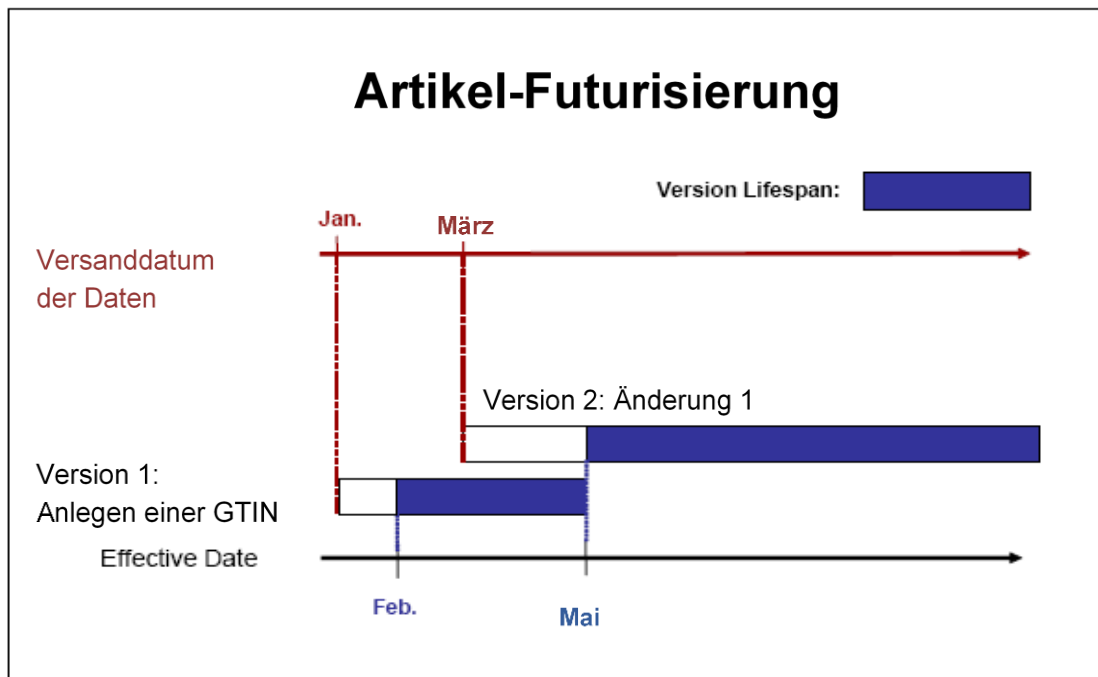 Artikel-Futurisierung
Version Lifespan:
Jan.
März
Versanddatum
der Daten
Version 2: Änderung 1
Version 1:
Anlegen einer GTIN
Effective Date
Feb.
Mai